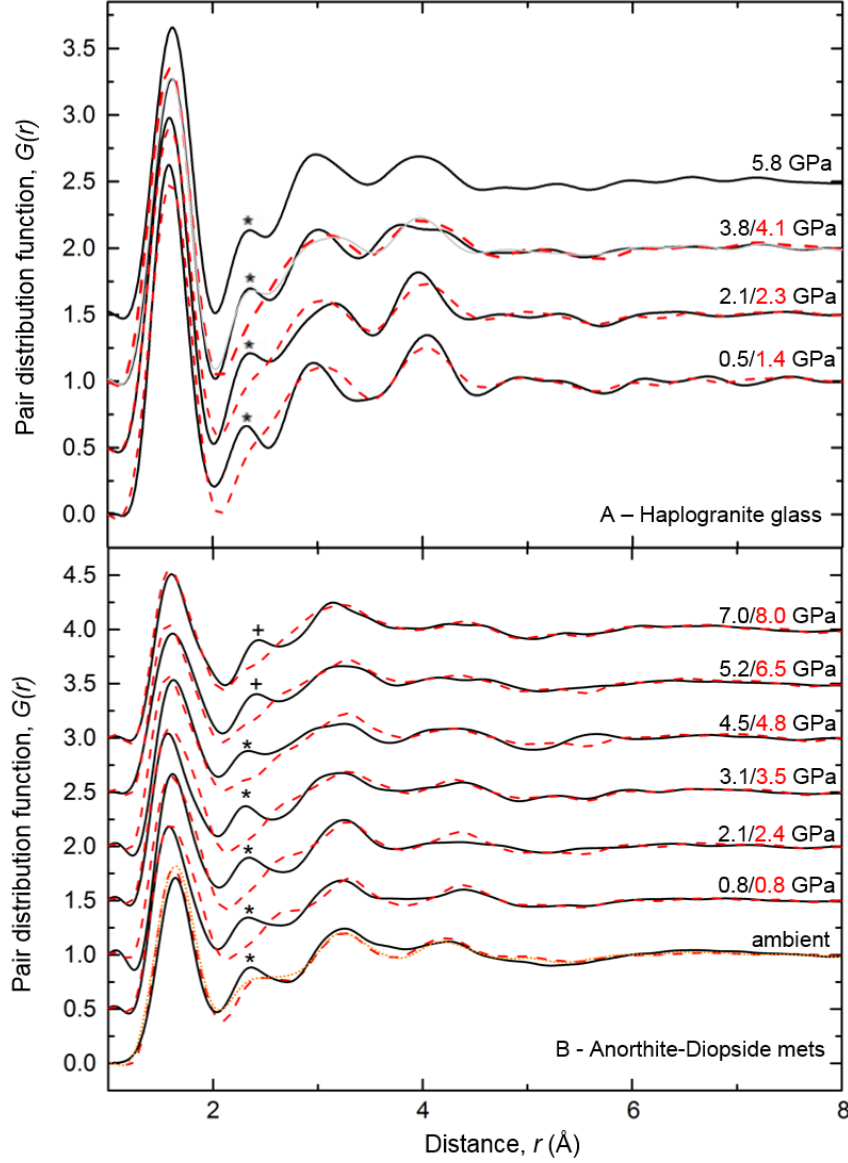 Pair distribution function, G(r)
3.5
3.0
2.5
2.0
1.5
1.0
0.5
0.0
*
*
*
*
5.8 GPa
3.8/4.1 GPa
2.1/2.3 GPa
0.5/1.4 GPa
A – Haplogranite glass
Pair distribution function, G(r)
4.5
4.0
3.5
3.0
2.5
2.0
1.5
1.0
0.5
0.0
+
+
*
*
*
*
*
7.0/8.0 GPa
5.2/6.5 GPa
4.5/4.8 GPa
3.1/3.5 GPa
2.1/2.4 GPa
0.8/0.8 GPa
ambient
B - Anorthite-Diopside mets
2 4 6 8
Distance, r (Å)